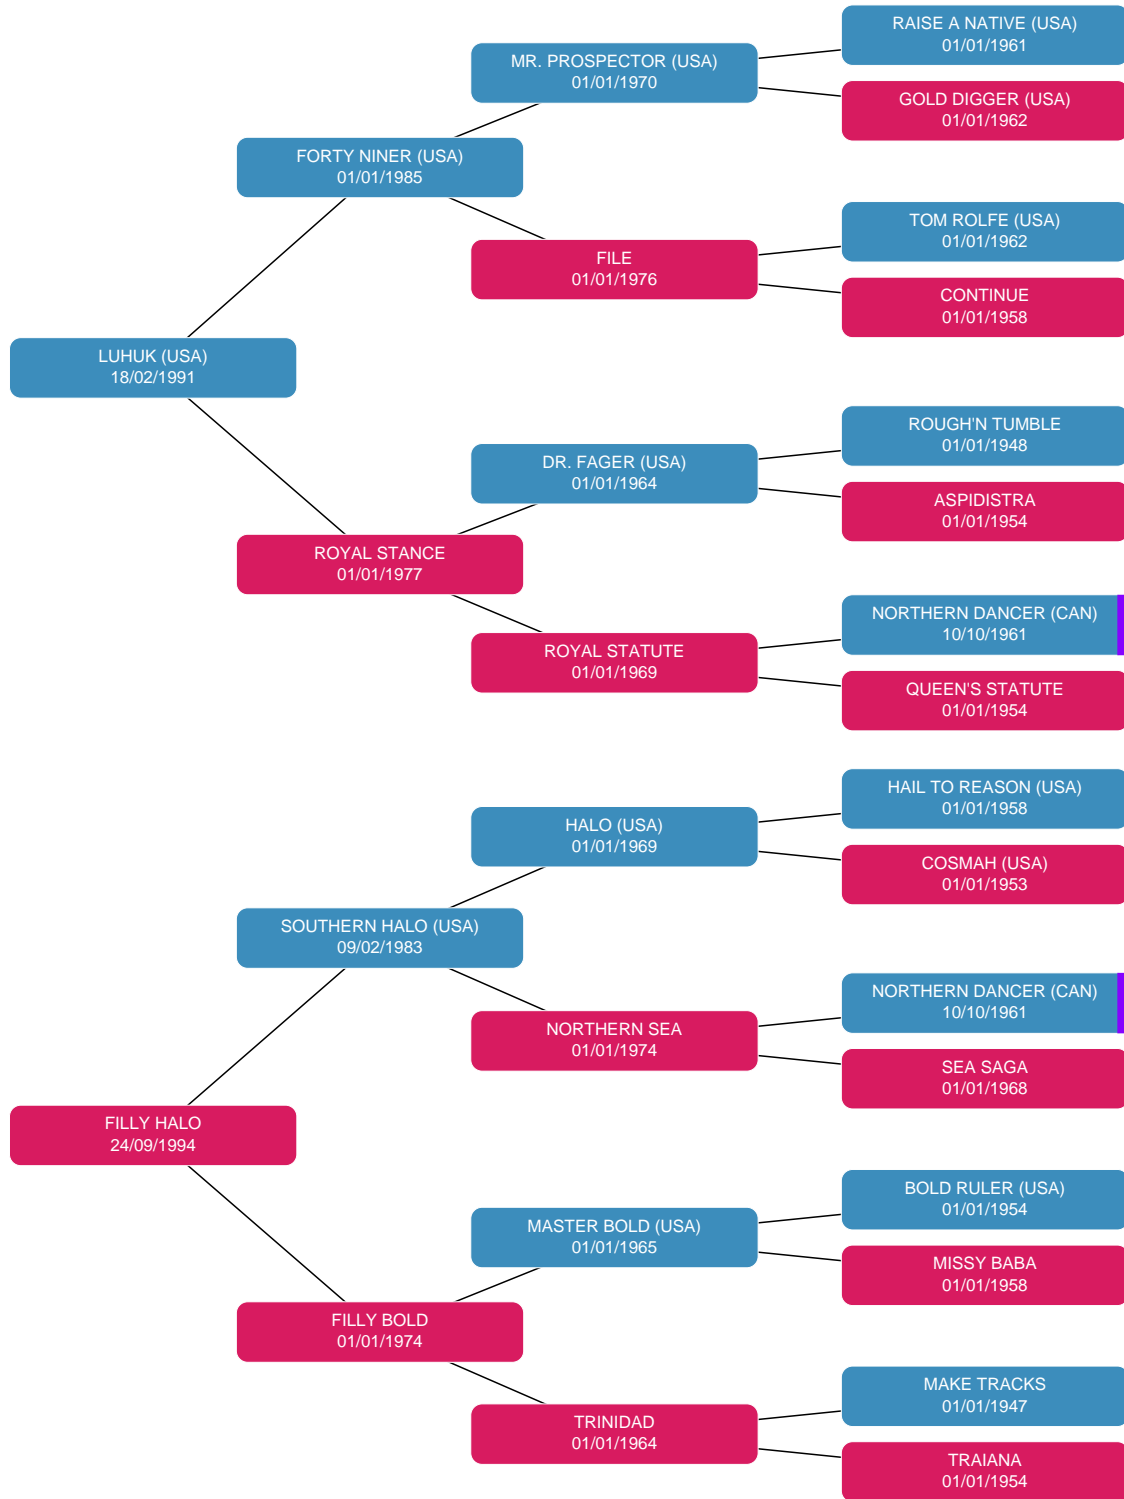 RAISE A NATIVE (USA)
01/01/1961
MR. PROSPECTOR (USA)
01/01/1970
GOLD DIGGER (USA)
01/01/1962
FORTY NINER (USA)
01/01/1985
TOM ROLFE (USA)
01/01/1962
FILE
01/01/1976
CONTINUE
01/01/1958
LUHUK (USA)
18/02/1991
ROUGH'N TUMBLE
01/01/1948
DR. FAGER (USA)
01/01/1964
ASPIDISTRA
01/01/1954
ROYAL STANCE
01/01/1977
NORTHERN DANCER (CAN)
10/10/1961
ROYAL STATUTE
01/01/1969
QUEEN'S STATUTE
01/01/1954
HAIL TO REASON (USA)
01/01/1958
HALO (USA)
01/01/1969
COSMAH (USA)
01/01/1953
SOUTHERN HALO (USA)
09/02/1983
NORTHERN DANCER (CAN)
10/10/1961
NORTHERN SEA
01/01/1974
SEA SAGA
01/01/1968
FILLY HALO
24/09/1994
BOLD RULER (USA)
01/01/1954
MASTER BOLD (USA)
01/01/1965
MISSY BABA
01/01/1958
FILLY BOLD
01/01/1974
MAKE TRACKS
01/01/1947
TRINIDAD
01/01/1964
TRAIANA
01/01/1954